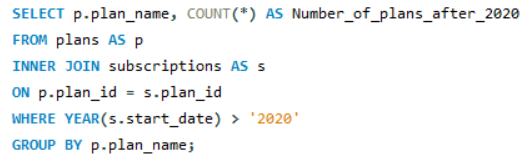 SELECT p.plan_name, COUNT(*) AS Number_of_plans_after_2020
FROM plans AS p
INNER JOIN subscriptions AS s
ON p.plan_id = s.plan_id
WHERE YEAR(s.start_date) > '2020'
GROUP BY p.plan_name;